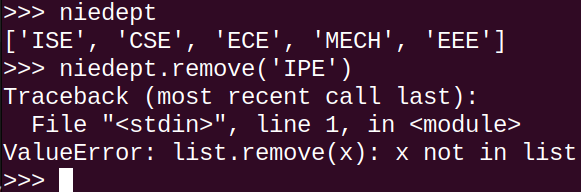 >>> niedept
['ISE', 'CSE', 'ECE', 'MECH', 'EEE']
>>> niedept.remove('IPE')
Traceback (most recent call last):
  File "<stdin>", line 1, in <module>
ValueError: list.remove(x): x not in list
>>>